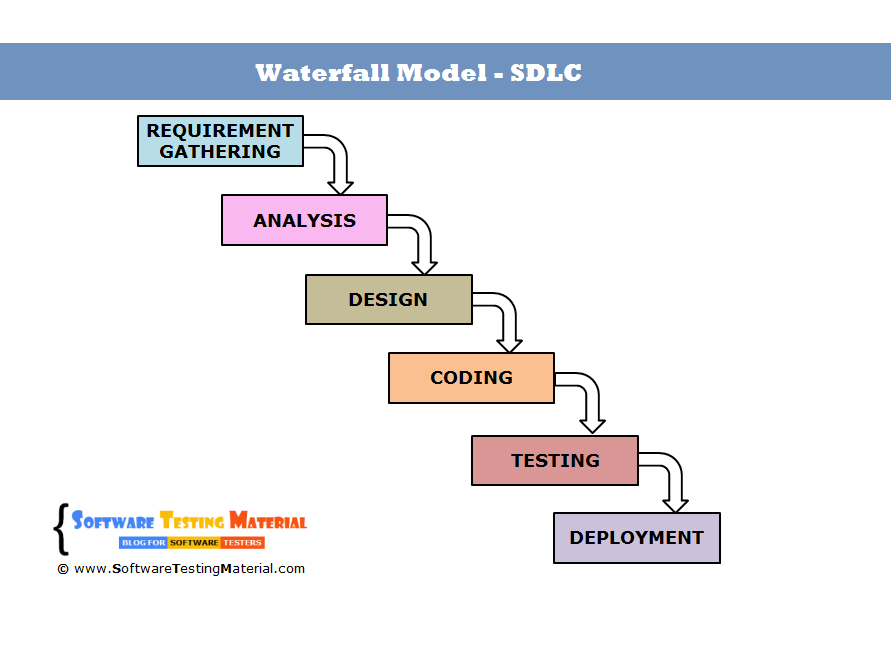 Waterfall Model - SDLC
REQUIREMENT
GATHERING
ANALYSIS
DESIGN
CODING
TESTING
DEPLOYMENT
{ SOFTWARE TESTING MATERIAL
BLOG FOR SOFTWARE TESTERS
© www.SoftwareTestingMaterial.com